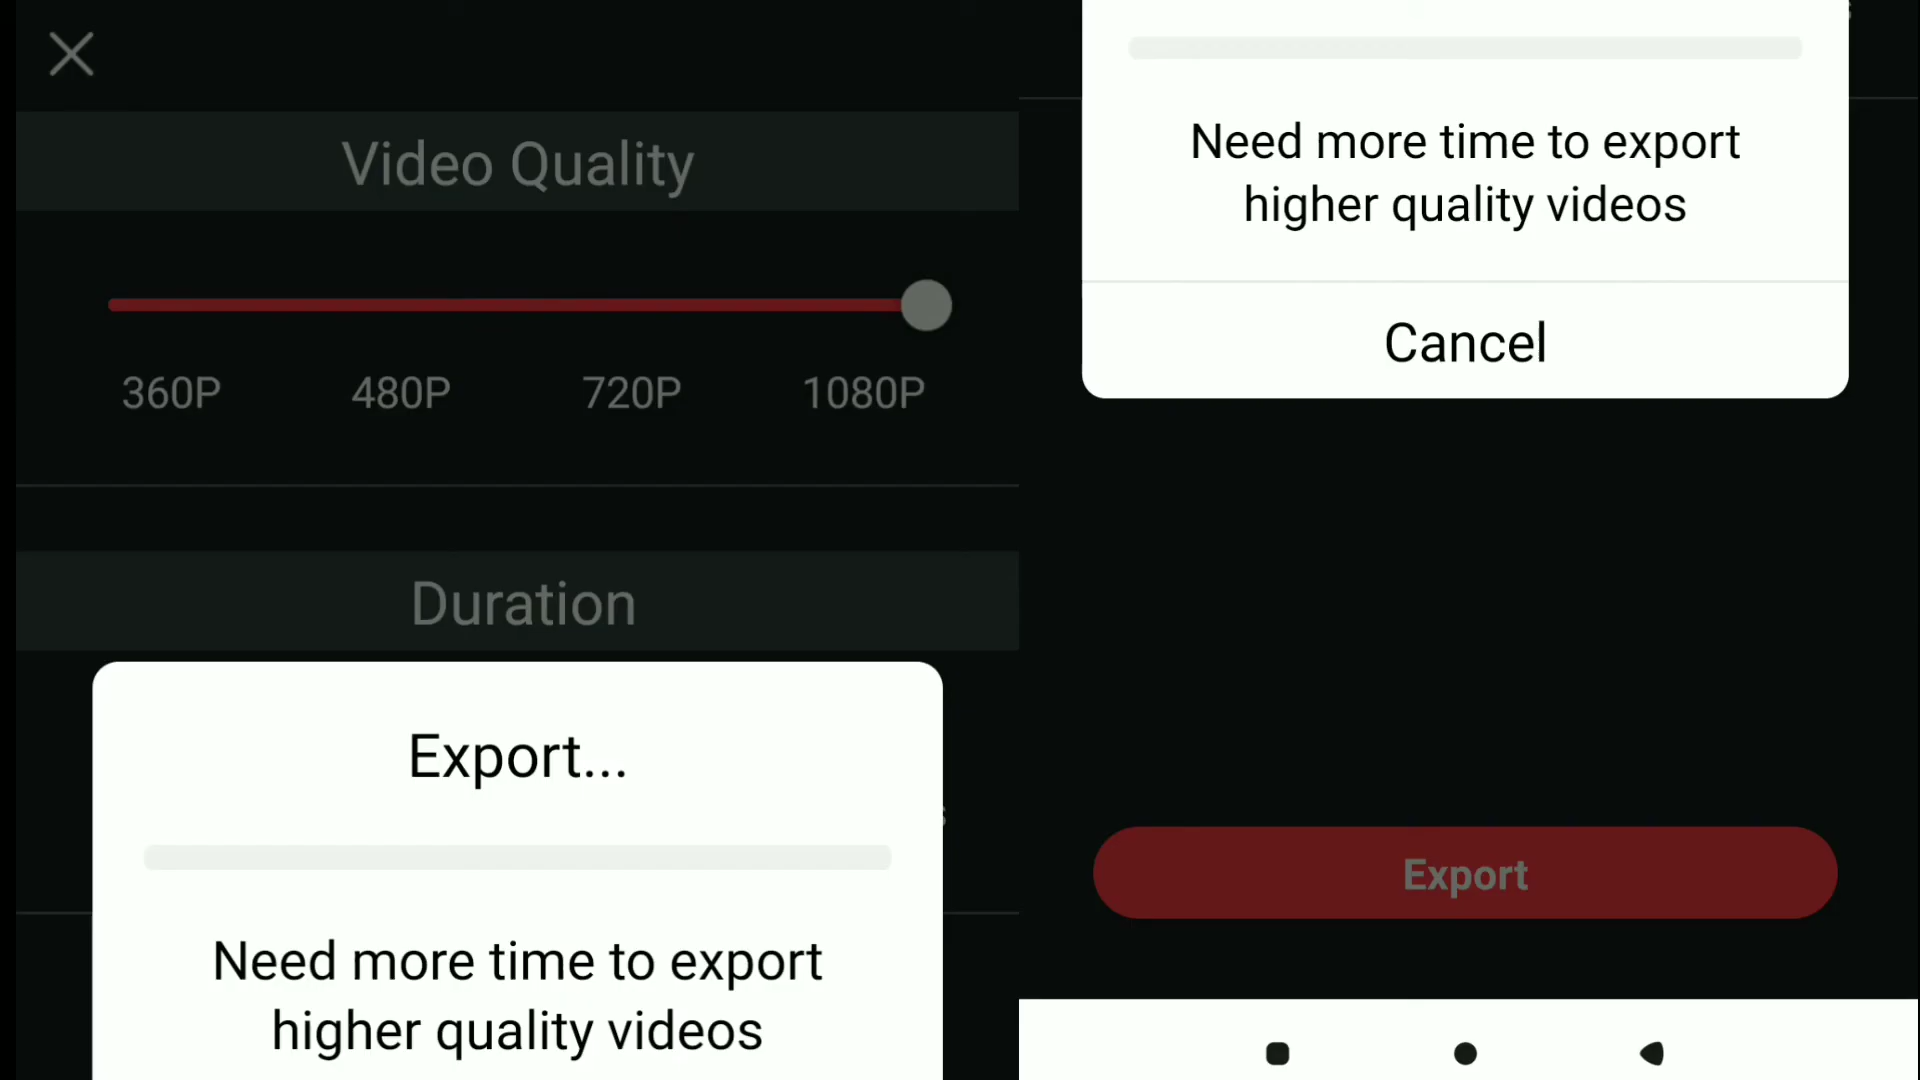 Video Quality
360P 480P 720P 1080P
Duration
Export...
Need more time to export
higher quality videos
Need more time to export
higher quality videos
Cancel
Export